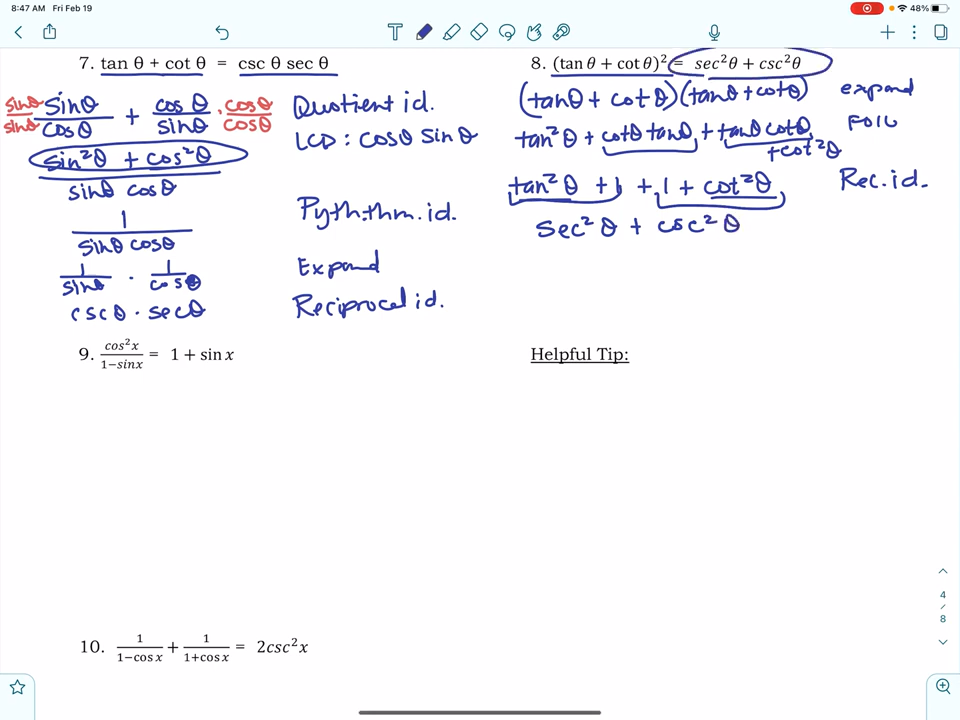 8:47 AM Fri Feb 19
48%
7. tan θ + cot θ = csc θ sec θ
sinθ/sinθ sinθ/cosθ + cosθ/sinθ · cosθ/cosθ Quotient id.
LCD : cosθ sinθ
sin²θ + cos²θ
sinθ cosθ
1/sinθ cosθ Pyth.thm.id.
1/sinθ · 1/cosθ Expand
cscθ · secθ Reciprocal id.
8. (tan θ + cot θ)² = sec²θ + csc²θ
(tanθ + cotθ)(tanθ + cotθ) expand
tan²θ + cotθ tanθ + tanθ cotθ FOIL
+cot²θ
tan²θ + 1 + 1 + cot²θ Rec.id.
sec²θ + csc²θ
9. cos²x/1−sinx = 1 + sin x
Helpful Tip:
10. 1/1−cos x + 1/1+cos x = 2csc²x
4
/
8